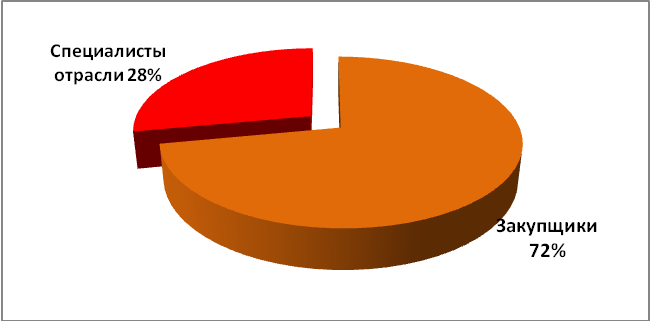 Специалисты
отрасли 28%
Закупщики
72%